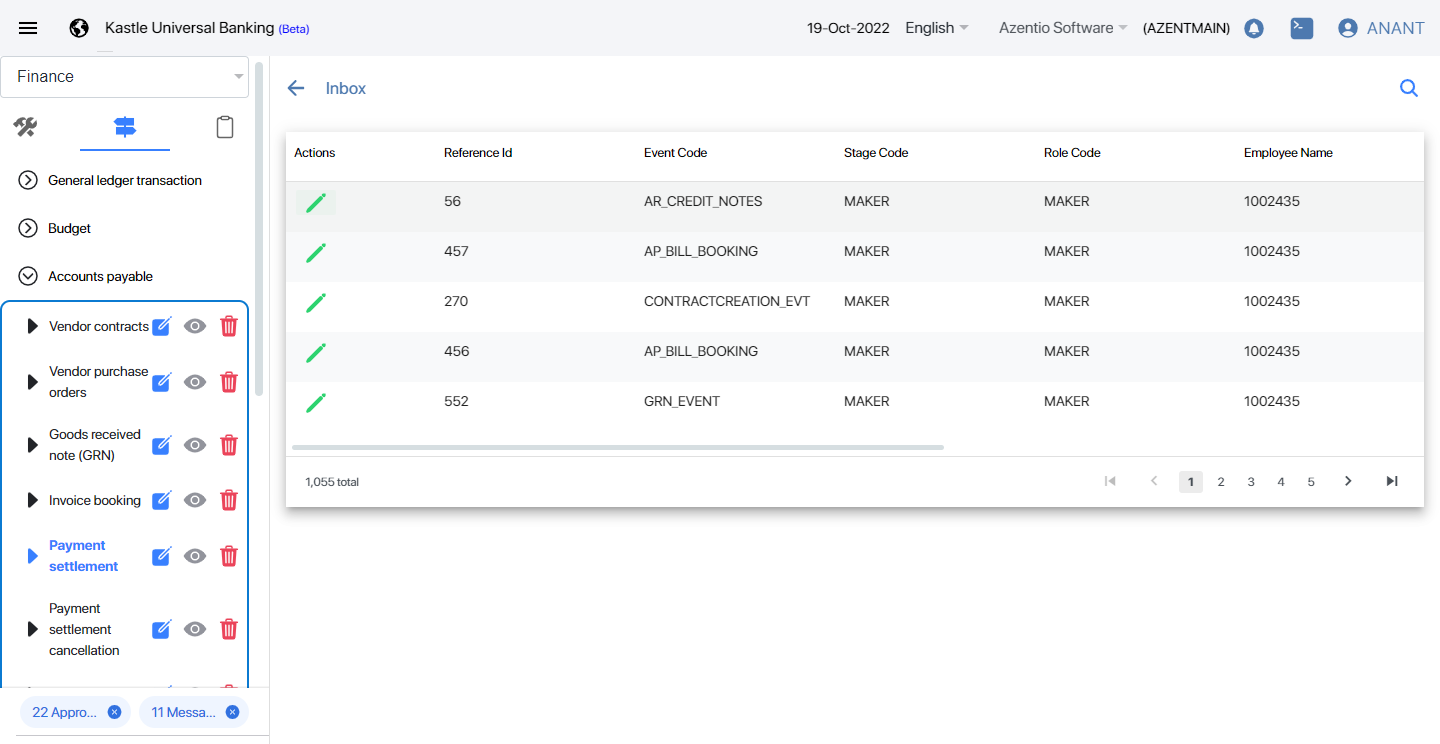 Kastle Universal Banking (Beta)
19-Oct-2022 English Azentio Software (AZENTMAIN) ANANT
Finance
General ledger transaction
Budget
Accounts payable
Vendor contracts
Vendor purchase
orders
Goods received
note (GRN)
Invoice booking
Payment
settlement
Payment
settlement
cancellation
22 Appro... 11 Messa...
Inbox
Actions Reference Id Event Code Stage Code Role Code Employee Name
56 AR_CREDIT_NOTES MAKER MAKER 1002435
457 AP_BILL_BOOKING MAKER MAKER 1002435
270 CONTRACTCREATION_EVT MAKER MAKER 1002435
456 AP_BILL_BOOKING MAKER MAKER 1002435
552 GRN_EVENT MAKER MAKER 1002435
1,055 total 1 2 3 4 5